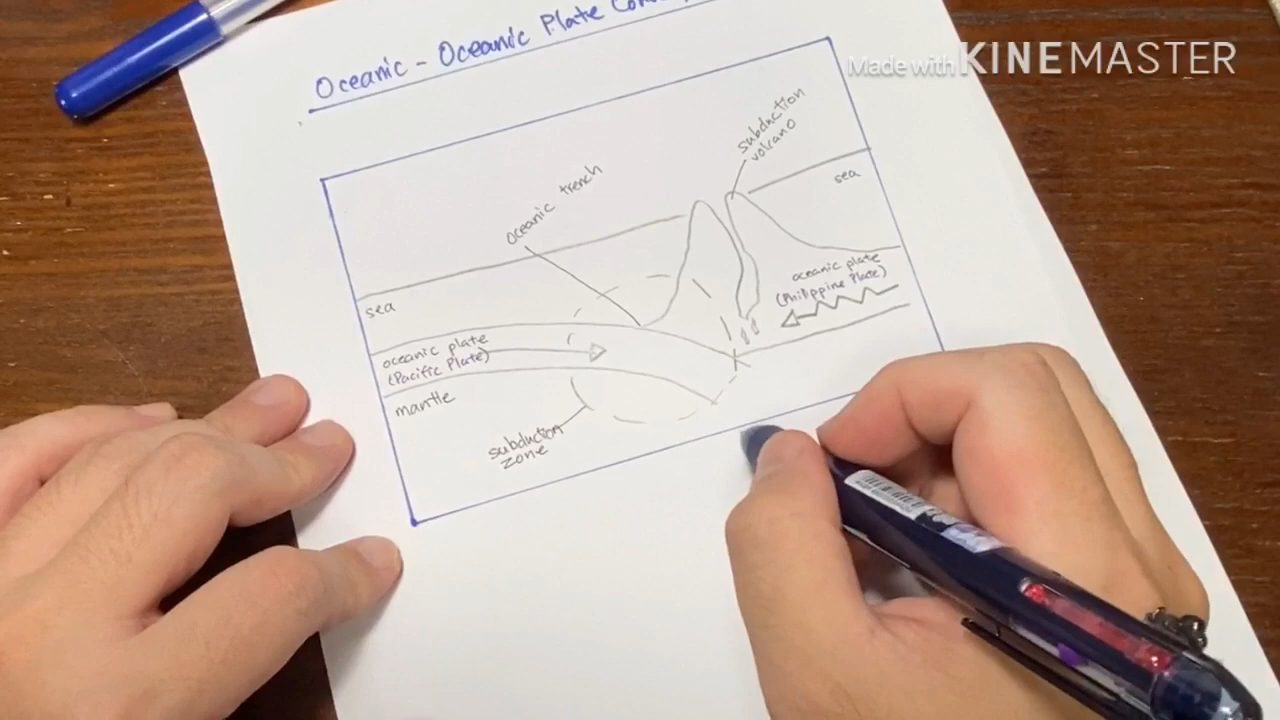 Oceanic - Oceanic Plate
Made with KINEMASTER
subduction
volcano
oceanic trench
sea
sea
oceanic plate
(Philippine Plate)
oceanic plate
(Pacific Plate)
mantle
subduction
zone